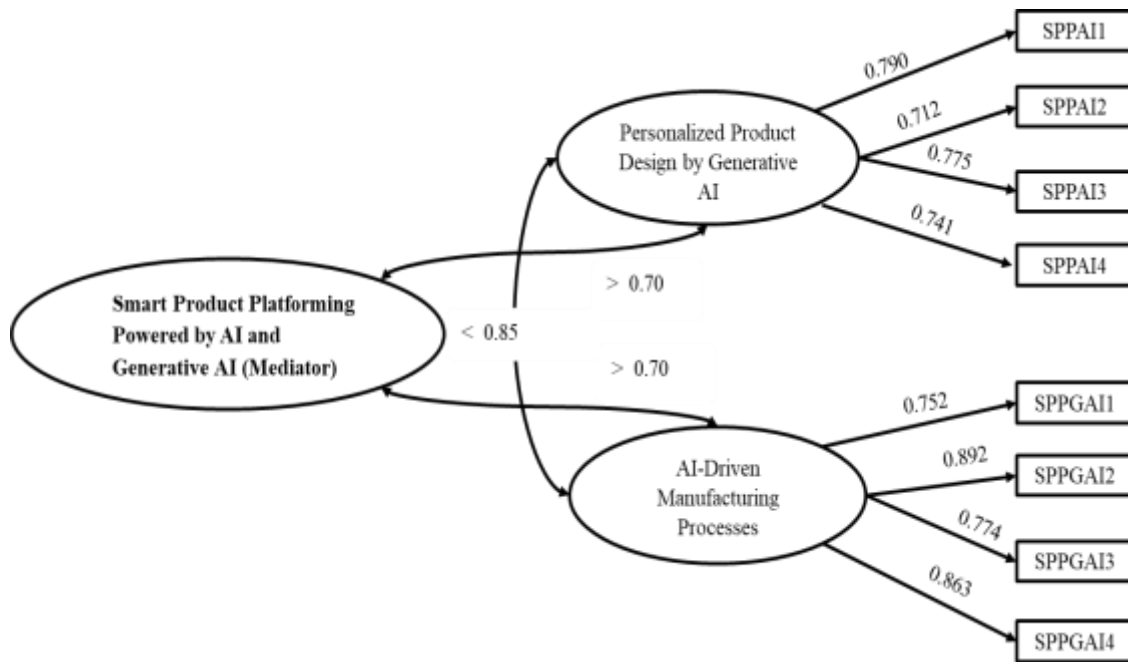 SPPAI1
0.790
SPPAI2
0.712
Personalized Product
Design by Generative
AI
0.775
SPPAI3
0.741
SPPAI4
> 0.70
Smart Product Platforming
Powered by AI and
Generative AI (Mediator)
< 0.85
> 0.70
0.752
SPPGAI1
0.892
SPPGAI2
AI-Driven
Manufacturing
Processes
0.774
SPPGAI3
0.863
SPPGAI4